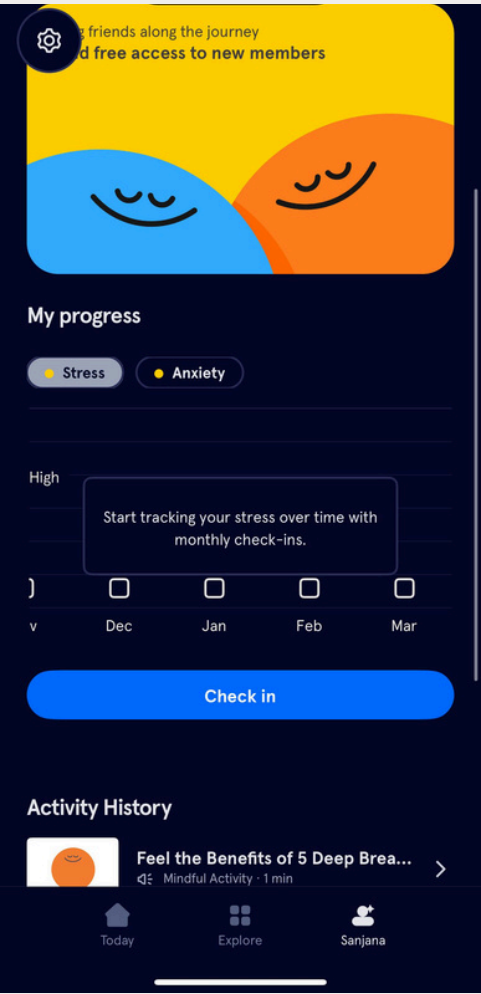 friends along the journey
free access to new members
My progress
Stress
Anxiety
High
Start tracking your stress over time with
monthly check-ins.
v Dec Jan Feb Mar
Check in
Activity History
Feel the Benefits of 5 Deep Brea...
Mindful Activity · 1 min
Today Explore Sanjana